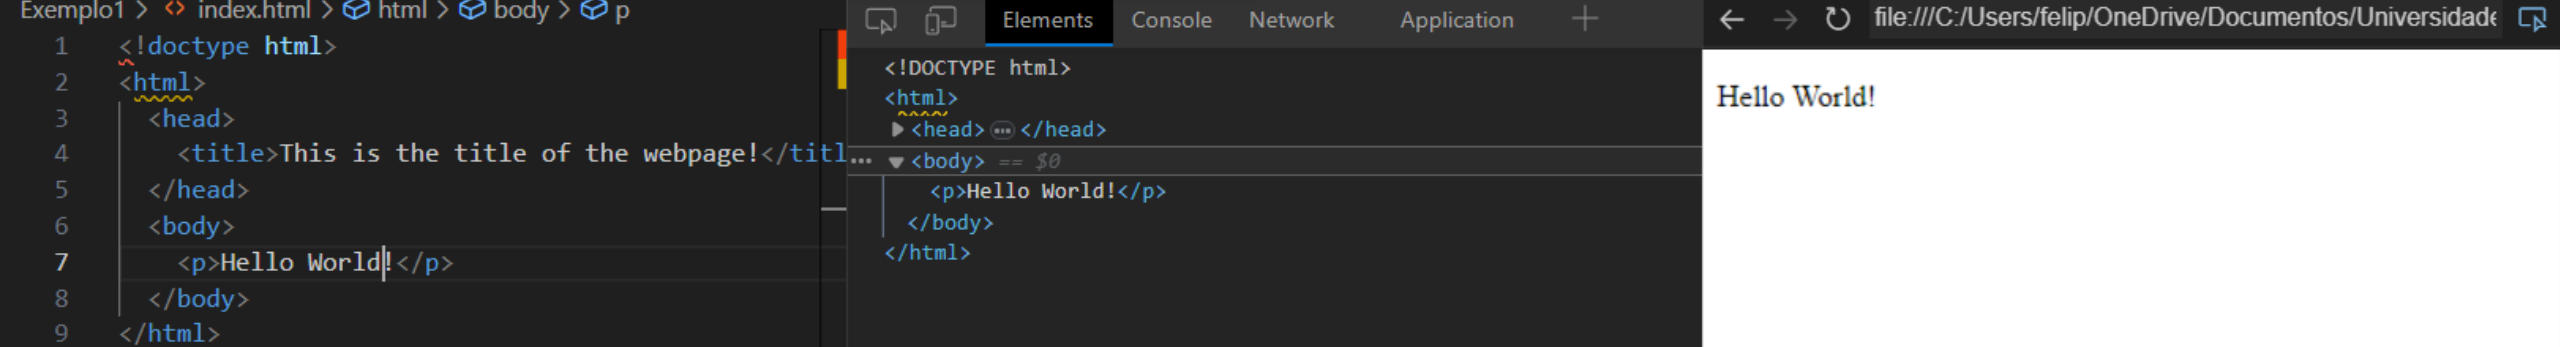 Exemplo1 > <> index.html > html > body > p
1 <!doctype html>
2 <html>
3 <head>
4 <title>This is the title of the webpage!</titl
5 </head>
6 <body>
7 <p>Hello World!</p>
8 </body>
9 </html>
Elements Console Network Application
<!DOCTYPE html>
<html>
<head> ... </head>
... <body> == $0
<p>Hello World!</p>
</body>
</html>
file:///C:/Users/felip/OneDrive/Documentos/Universidade
Hello World!